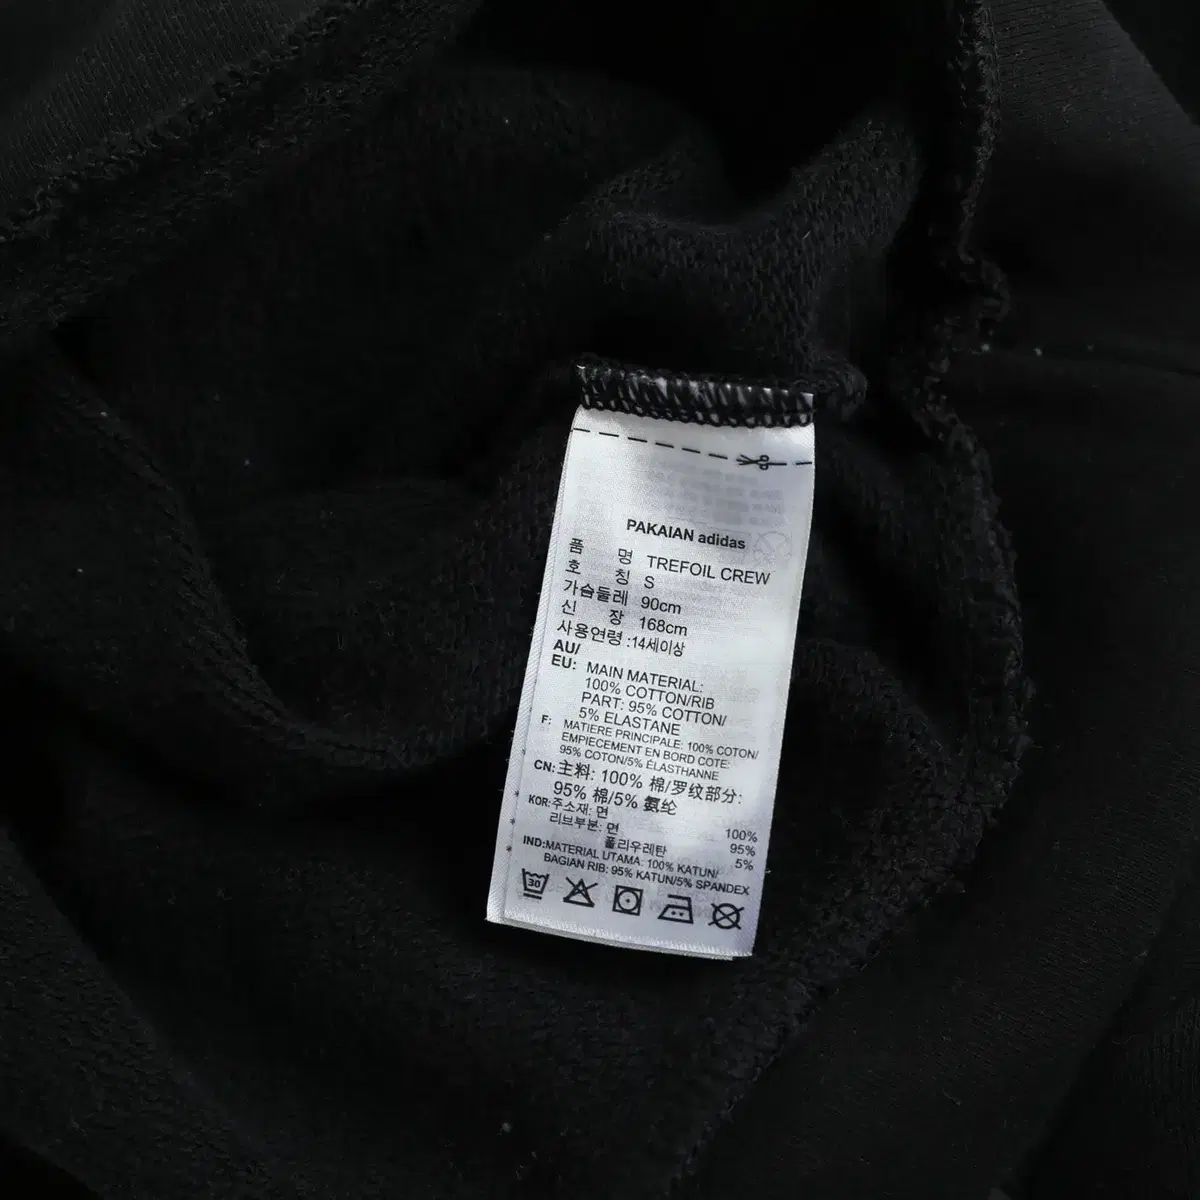 PAKAIAN adidas
품 명 TREFOIL CREW
호 칭 S
가슴둘레 90cm
신 장 168cm
사용연령 :14세이상
AU/
EU: MAIN MATERIAL:
100% COTTON/RIB
PART: 95% COTTON/
5% ELASTANE
F: MATIERE PRINCIPALE: 100% COTON/
EMPIECEMENT EN BORD COTE:
95% COTON/5% ÉLASTHANNE
CN: 主料: 100% 棉/罗纹部分:
95% 棉/5% 氨纶
KOR: 주소재: 면 100%
리브부분: 면 95%
폴리우레탄 5%
IND: MATERIAL UTAMA: 100% KATUN/
BAGIAN RIB: 95% KATUN/5% SPANDEX
30